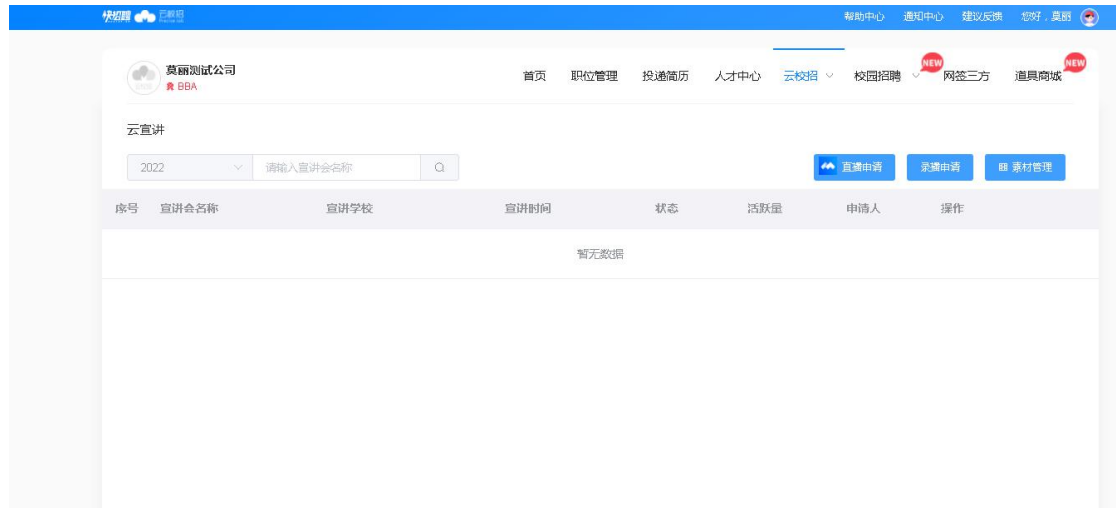 快招聘 云校招 帮助中心 通知中心 建议反馈 您好，莫丽
莫丽测试公司
BBA
首页 职位管理 投递简历 人才中心 云校招 校园招聘 NEW 网签三方 道具商城 NEW
云宣讲
2022 请输入宣讲会名称 直播申请 录播申请 素材管理
序号 宣讲会名称 宣讲学校 宣讲时间 状态 活跃量 申请人 操作
暂无数据